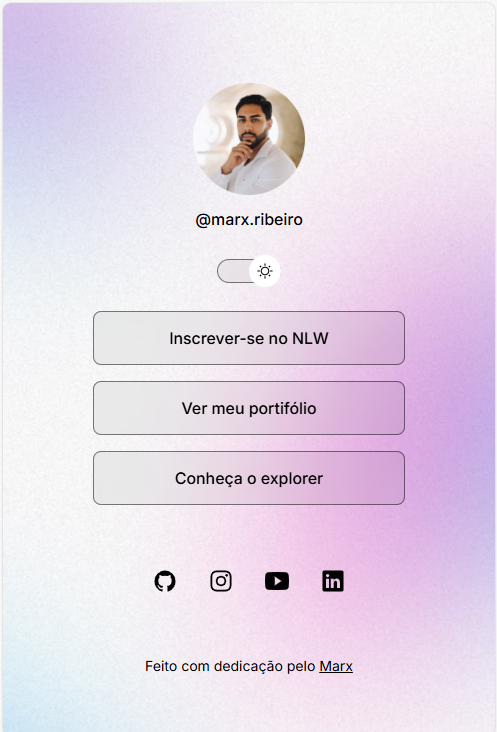 @marx.ribeiro
Inscrever-se no NLW
Ver meu portifólio
Conheça o explorer
Feito com dedicação pelo Marx